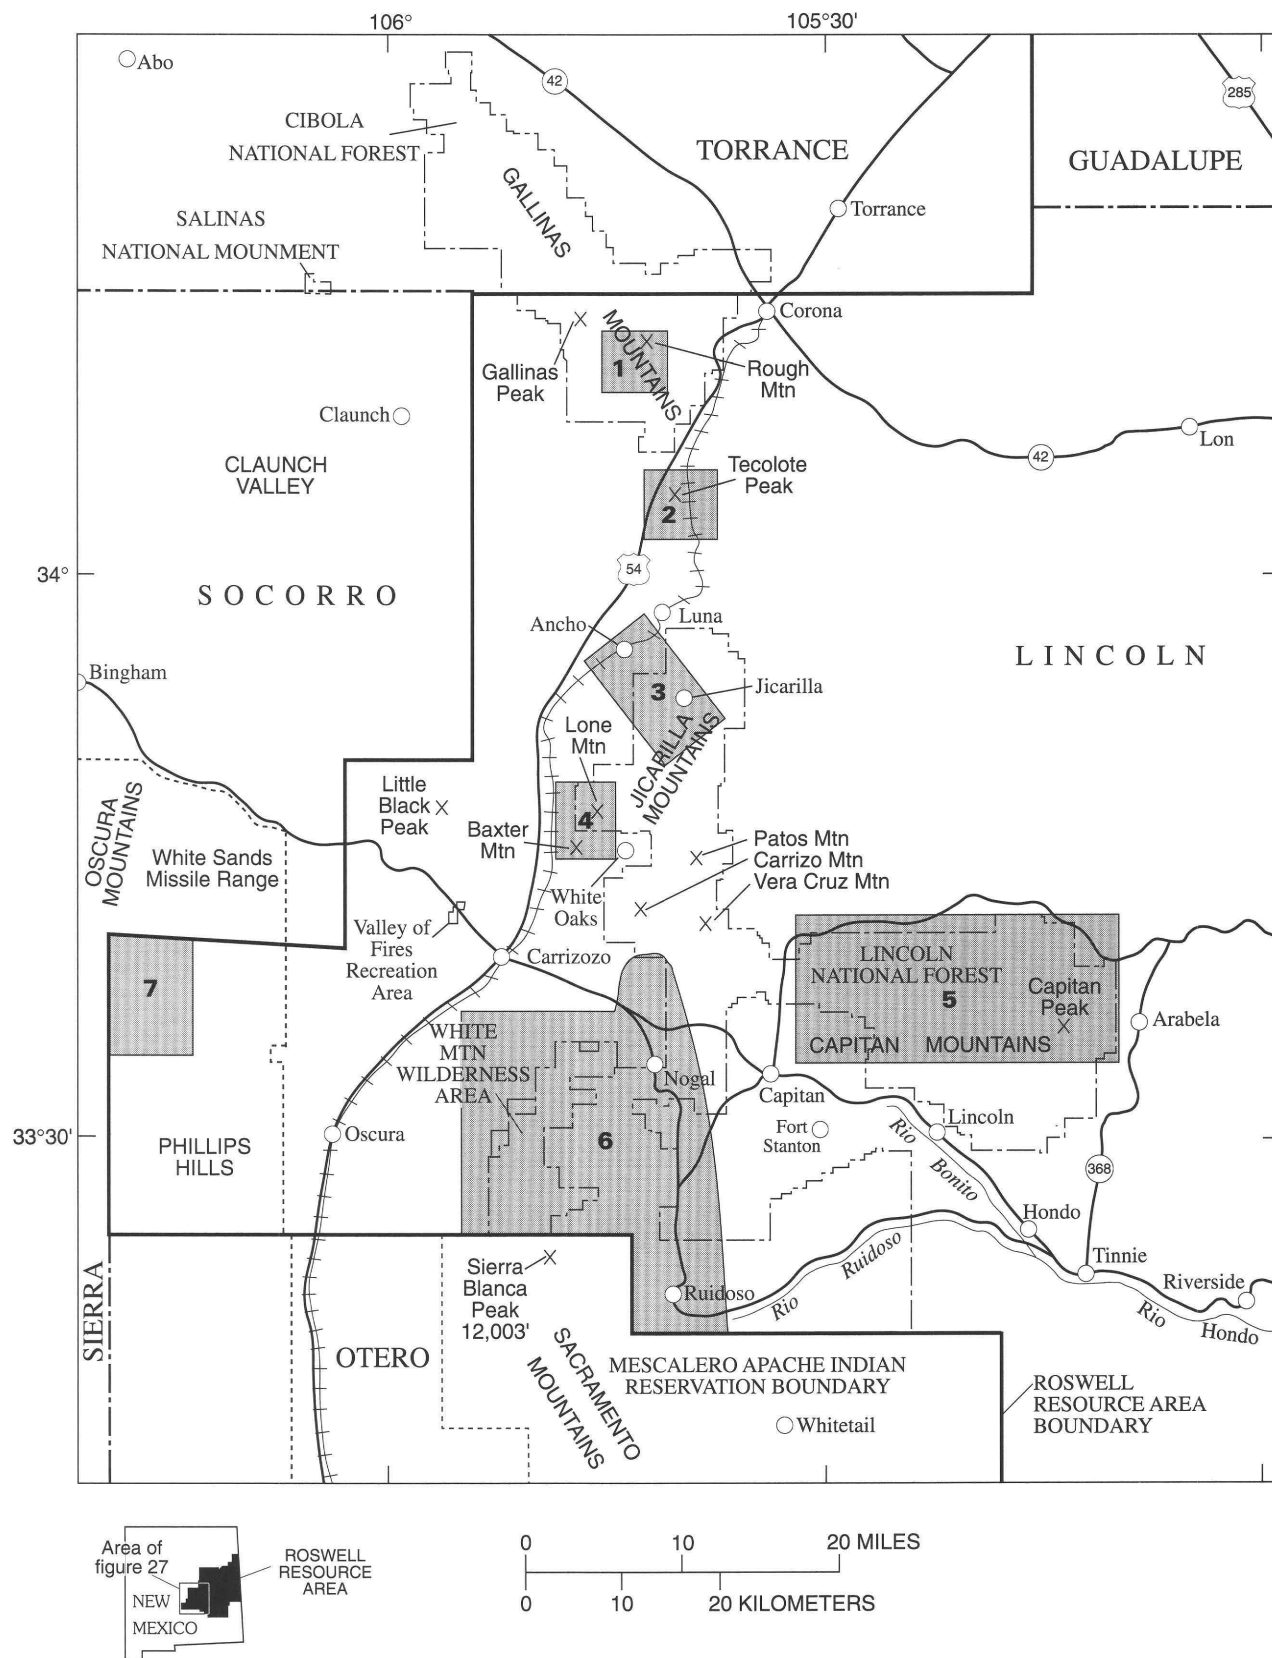 106°
105°30'
Abo
42
285
CIBOLA
NATIONAL FOREST
TORRANCE
GUADALUPE
GALLINAS
MOUNTAINS
Torrance
SALINAS
NATIONAL MOUNMENT
Corona
Gallinas
Peak
1
Rough
Mtn
Claunch
Lon
42
CLAUNCH
VALLEY
Tecolote
Peak
2
54
34°
SOCORRO
Luna
Ancho
LINCOLN
Bingham
3
Jicarilla
JICARILLA
MOUNTAINS
Lone
Mtn
Little
Black
Peak
4
OSCURA
MOUNTAINS
Baxter
Mtn
Patos Mtn
Carrizo Mtn
Vera Cruz Mtn
White Sands
Missile Range
White
Oaks
Valley of
Fires
Recreation
Area
Carrizozo
LINCOLN
NATIONAL FOREST
5
Capitan
Peak
7
Arabela
WHITE
MTN
WILDERNESS
AREA
CAPITAN MOUNTAINS
Nogal
Capitan
Lincoln
33°30'
Oscura
6
Fort
Stanton
PHILLIPS
HILLS
Rio
Bonito
368
Hondo
Rio
Ruidoso
Tinnie
Sierra
Blanca
Peak
12,003'
Ruidoso
Riverside
Rio
Hondo
SIERRA
OTERO
SACRAMENTO
MOUNTAINS
MESCALERO APACHE INDIAN
RESERVATION BOUNDARY
ROSWELL
RESOURCE AREA
BOUNDARY
Whitetail
Area of
figure 27
ROSWELL
RESOURCE
AREA
NEW
MEXICO
0 10 20 MILES
0 10 20 KILOMETERS